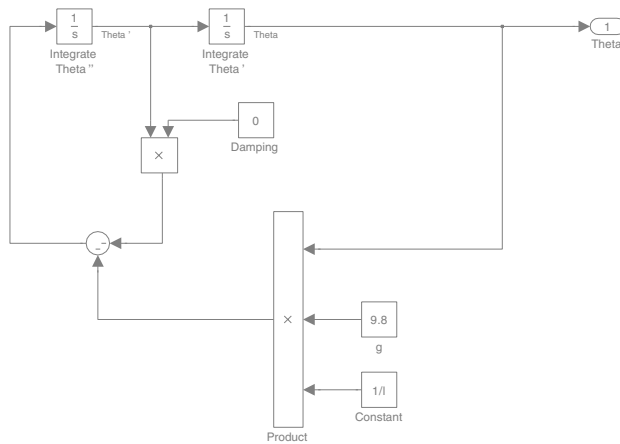 1
s
Theta '
Integrate
Theta ''
1
s
Theta
Integrate
Theta '
1
Theta
0
Damping
×
−
−
×
9.8
g
1/l
Constant
Product